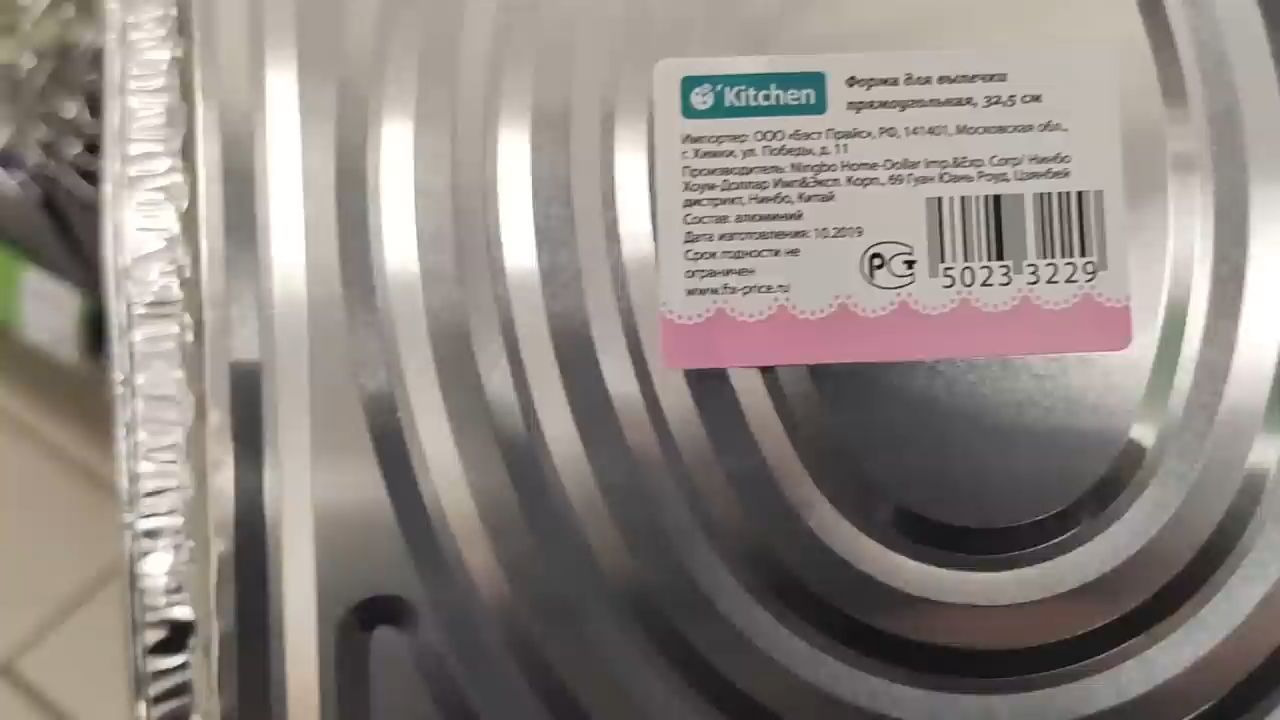 Kitchen
Форма для выпечки
прямоугольная, 32,5 см
Импортер: ООО «Бэст Прайс», РФ, 141401, Московская обл.,
г. Химки, ул. Победы, д. 11
Производитель: Ningbo Home-Dollar Imp.&Exp. Corp/ Нинбо
Хоум-Доллар Имп&Эксп. Корп., 69 Гуан Юань Роуд, Цзянбей
дистрикт, Нинбо, Китай
Состав: алюминий
Дата изготовления: 10.2019
Срок годности не
ограничен
www.fix-price.ru
РСТ
5023 3229